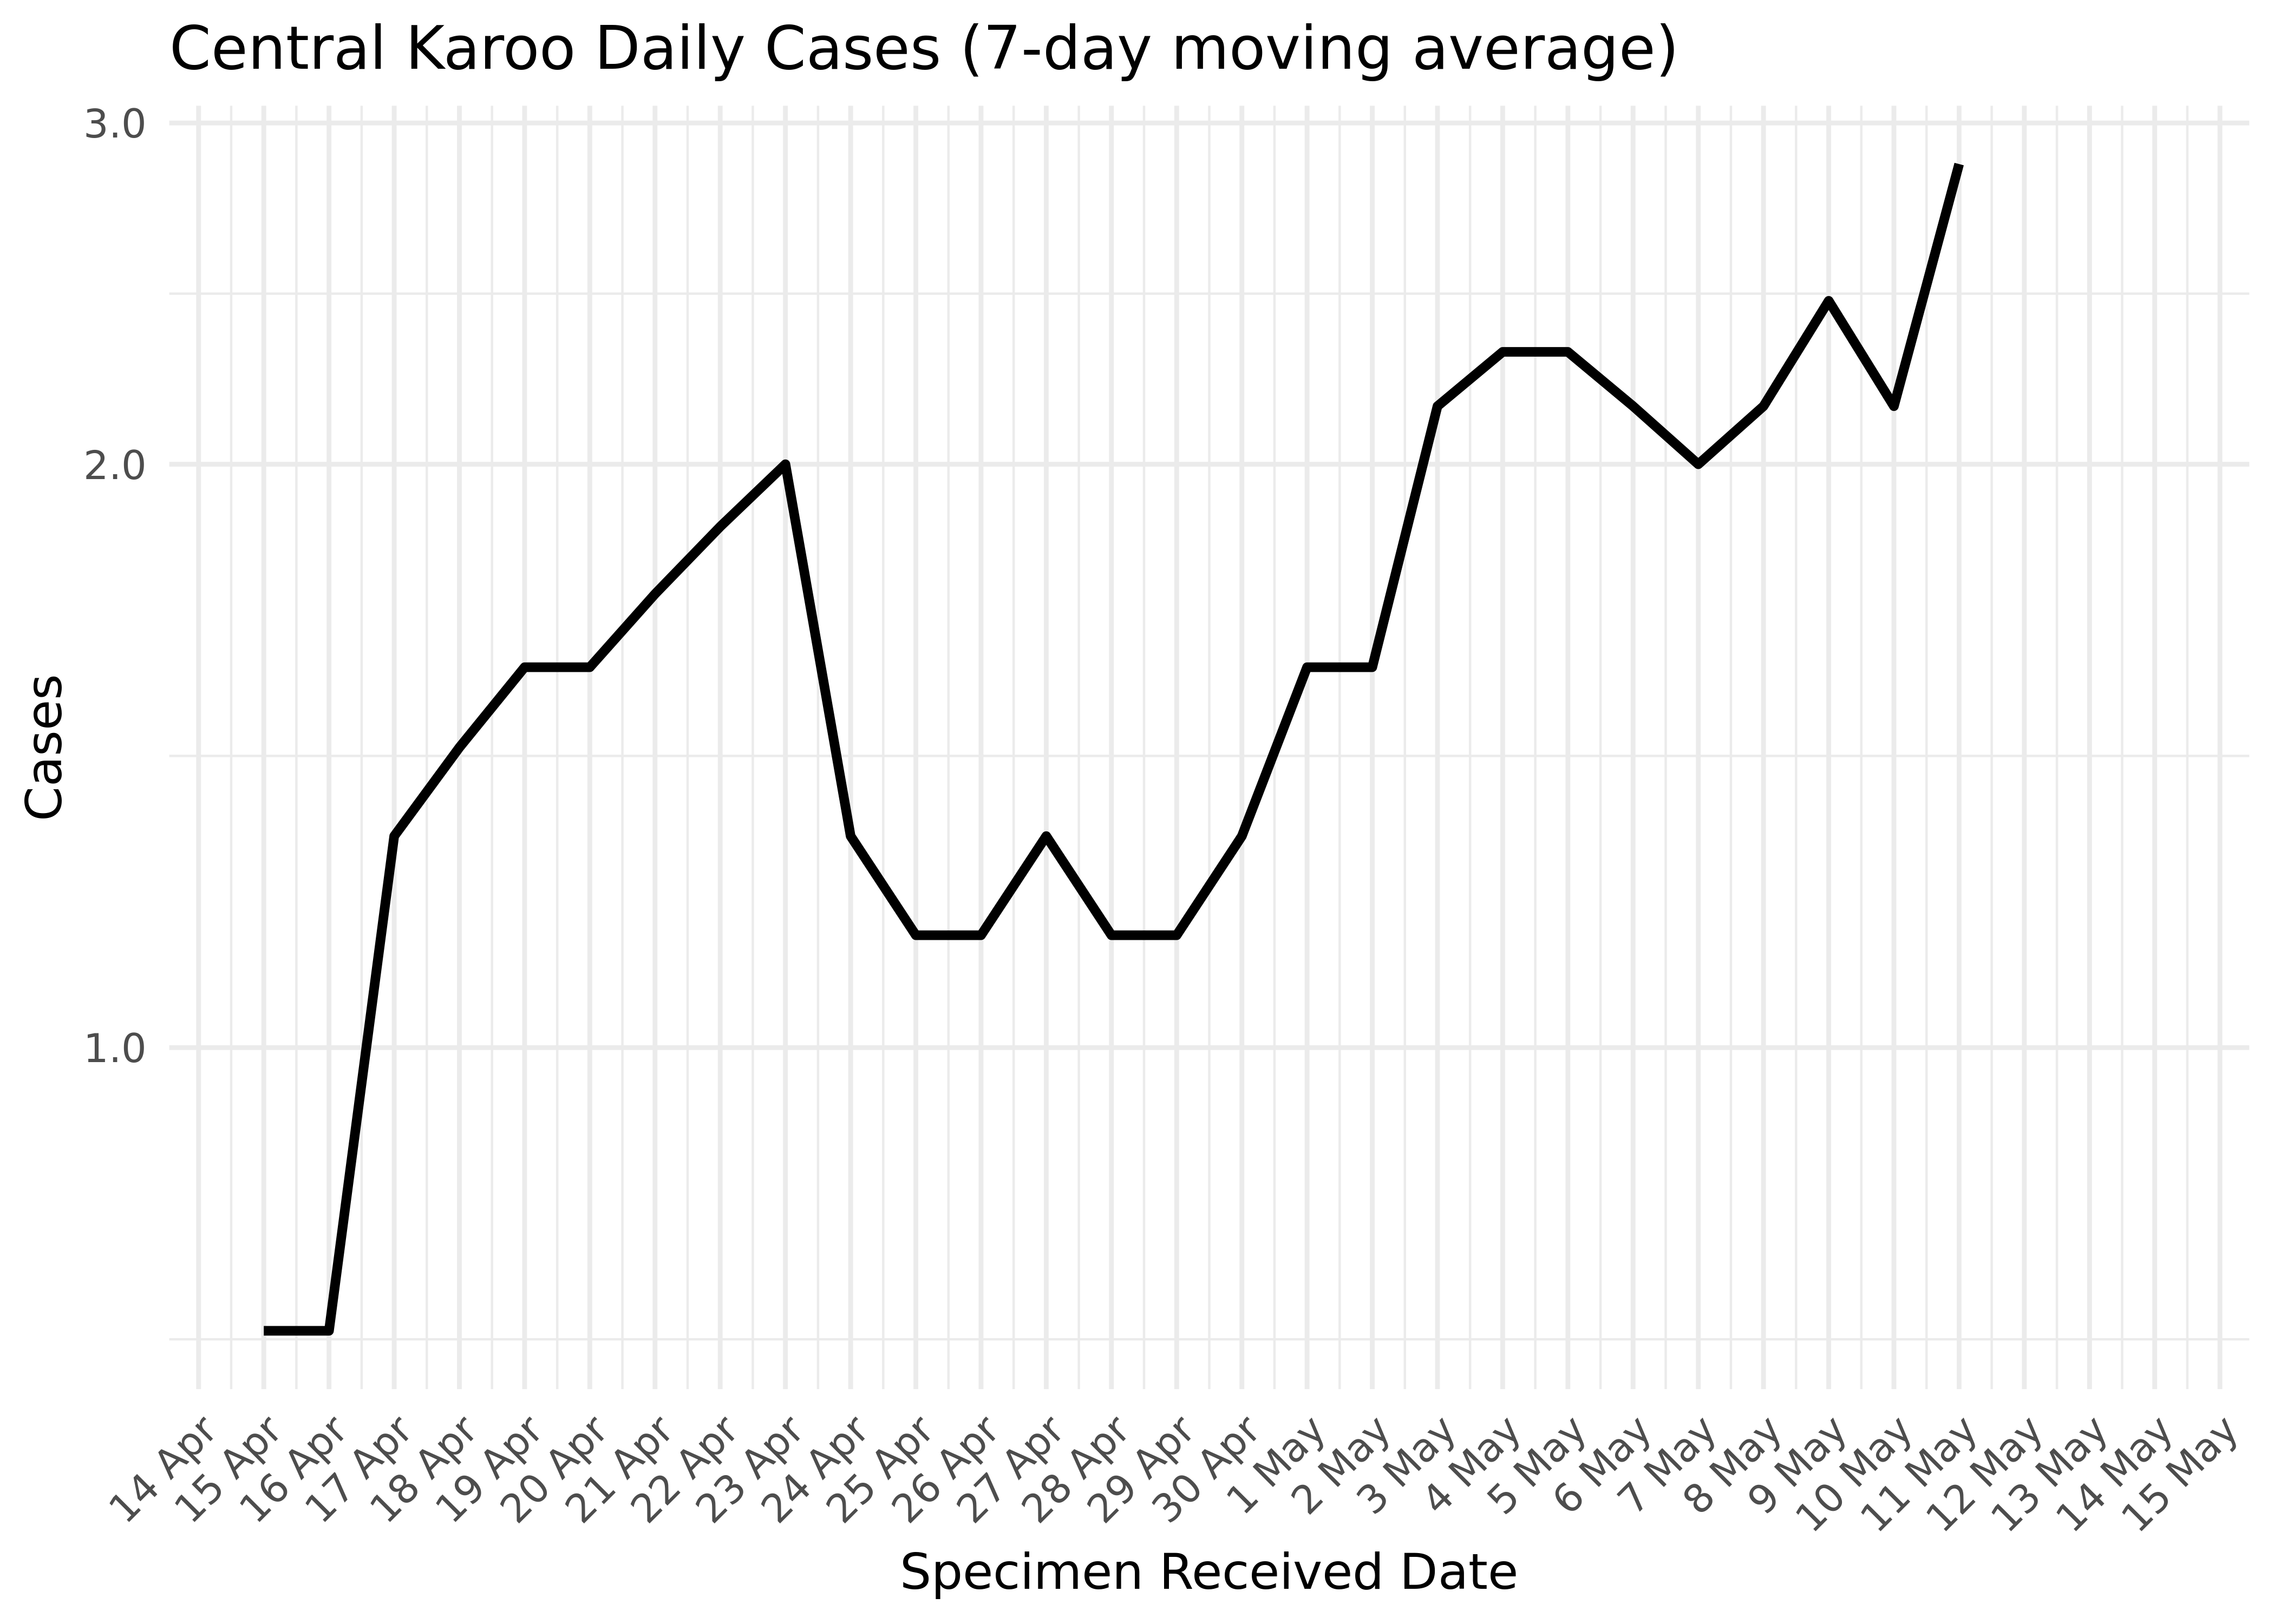 Central Karoo Daily Cases (7-day moving average)
3.0
2.0
1.0
Cases
14 Apr
15 Apr
16 Apr
17 Apr
18 Apr
19 Apr
20 Apr
21 Apr
22 Apr
23 Apr
24 Apr
25 Apr
26 Apr
27 Apr
28 Apr
29 Apr
30 Apr
1 May
2 May
3 May
4 May
5 May
6 May
7 May
8 May
9 May
10 May
11 May
12 May
13 May
14 May
15 May
Specimen Received Date